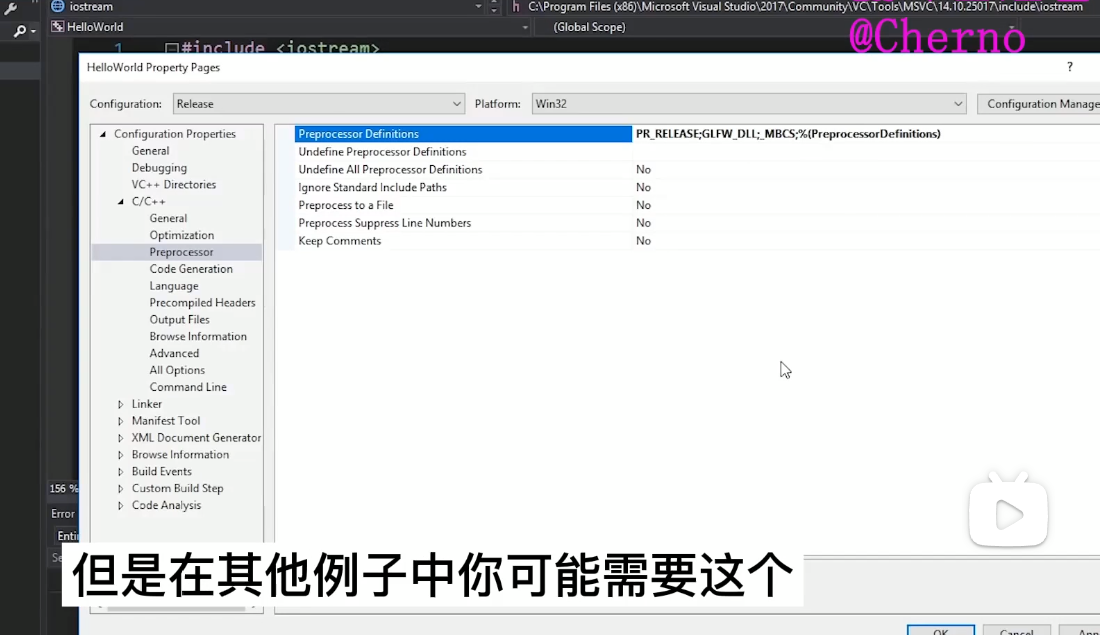 iostream
C:\Program Files (x86)\Microsoft Visual Studio\2017\Community\VC\Tools\MSVC\14.10.25017\include\iostream
HelloWorld
(Global Scope)
@Cherno
1 #include <iostream>
HelloWorld Property Pages
?
Configuration: Release
Platform: Win32
Configuration Manage
Configuration Properties
General
Debugging
VC++ Directories
C/C++
General
Optimization
Preprocessor
Code Generation
Language
Precompiled Headers
Output Files
Browse Information
Advanced
All Options
Command Line
Linker
Manifest Tool
XML Document Generator
Browse Information
Build Events
Custom Build Step
Code Analysis
Preprocessor Definitions PR_RELEASE;GLFW_DLL;_MBCS;%(PreprocessorDefinitions)
Undefine Preprocessor Definitions
Undefine All Preprocessor Definitions No
Ignore Standard Include Paths No
Preprocess to a File No
Preprocess Suppress Line Numbers No
Keep Comments No
156 %
Error
Enti
Se
但是在其他例子中你可能需要这个
OK
Cancel
App